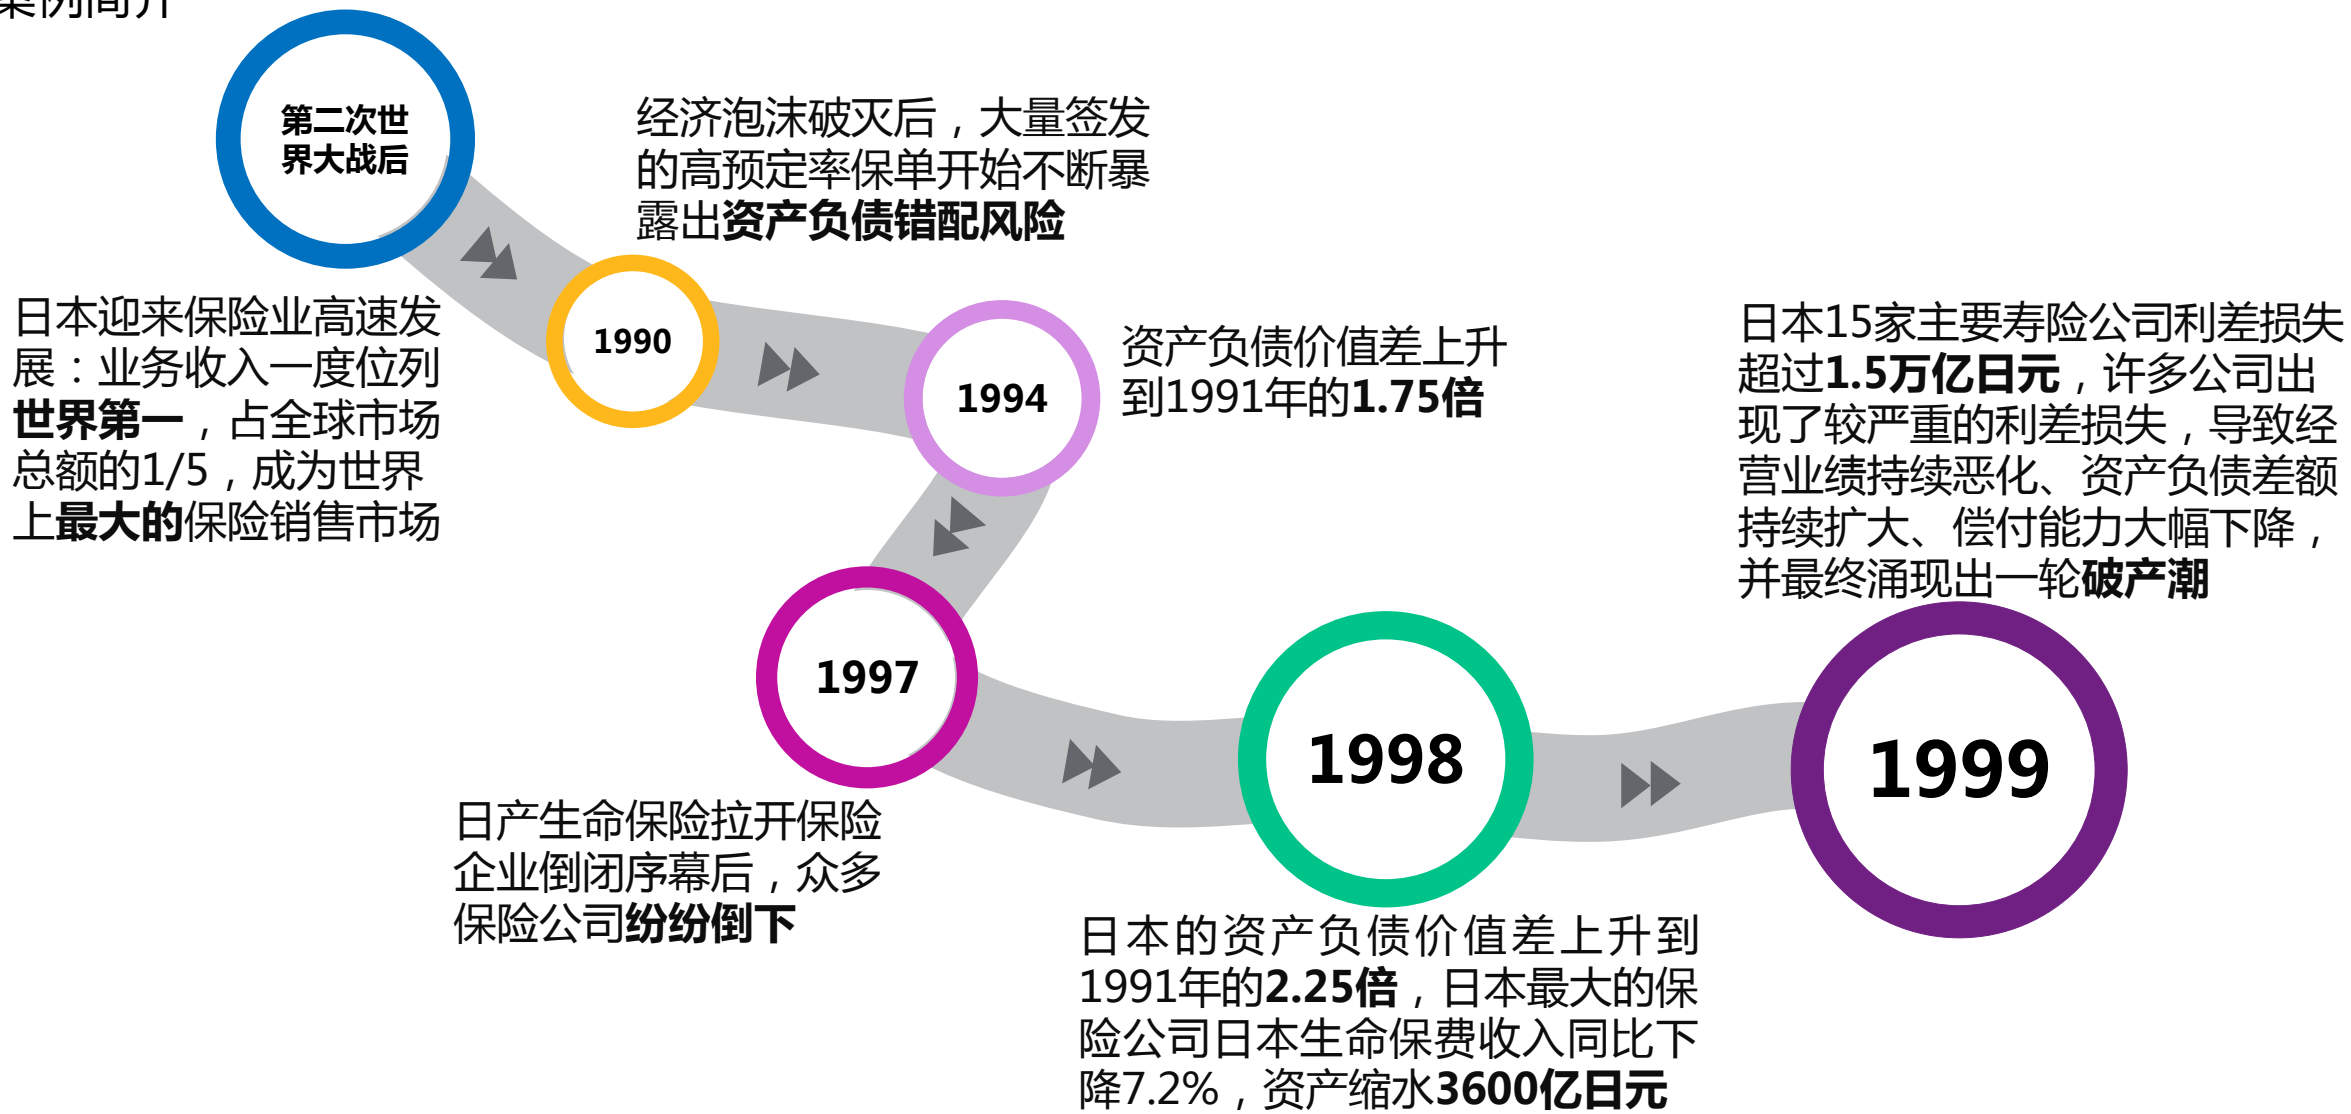 案例简介
第二次世
界大战后
日本迎来保险业高速发
展：业务收入一度位列
世界第一，占全球市场
总额的1/5，成为世界
上最大的保险销售市场
1990
经济泡沫破灭后，大量签发
的高预定率保单开始不断暴
露出资产负债错配风险
1994
资产负债价值差上升
到1991年的1.75倍
1997
日产生命保险拉开保险
企业倒闭序幕后，众多
保险公司纷纷倒下
1998
日本的资产负债价值差上升到
1991年的2.25倍，日本最大的保
险公司日本生命保费收入同比下
降7.2%，资产缩水3600亿日元
1999
日本15家主要寿险公司利差损失
超过1.5万亿日元，许多公司出
现了较严重的利差损失，导致经
营业绩持续恶化、资产负债差额
持续扩大、偿付能力大幅下降，
并最终涌现出一轮破产潮